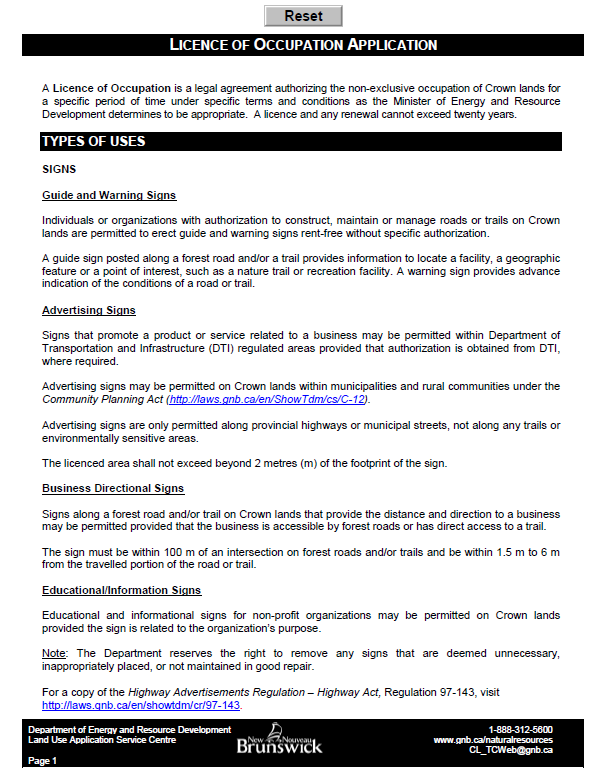 Reset
LICENCE OF OCCUPATION APPLICATION
A Licence of Occupation is a legal agreement authorizing the non-exclusive occupation of Crown lands for
a specific period of time under specific terms and conditions as the Minister of Energy and Resource
Development determines to be appropriate. A licence and any renewal cannot exceed twenty years.
TYPES OF USES
SIGNS
Guide and Warning Signs
Individuals or organizations with authorization to construct, maintain or manage roads or trails on Crown
lands are permitted to erect guide and warning signs rent-free without specific authorization.
A guide sign posted along a forest road and/or a trail provides information to locate a facility, a geographic
feature or a point of interest, such as a nature trail or recreation facility. A warning sign provides advance
indication of the conditions of a road or trail.
Advertising Signs
Signs that promote a product or service related to a business may be permitted within Department of
Transportation and Infrastructure (DTI) regulated areas provided that authorization is obtained from DTI,
where required.
Advertising signs may be permitted on Crown lands within municipalities and rural communities under the
Community Planning Act (http://laws.gnb.ca/en/ShowTdm/cs/C-12).
Advertising signs are only permitted along provincial highways or municipal streets, not along any trails or
environmentally sensitive areas.
The licenced area shall not exceed beyond 2 metres (m) of the footprint of the sign.
Business Directional Signs
Signs along a forest road and/or trail on Crown lands that provide the distance and direction to a business
may be permitted provided that the business is accessible by forest roads or has direct access to a trail.
The sign must be within 100 m of an intersection on forest roads and/or trails and be within 1.5 m to 6 m
from the travelled portion of the road or trail.
Educational/Information Signs
Educational and informational signs for non-profit organizations may be permitted on Crown lands
provided the sign is related to the organization's purpose.
Note: The Department reserves the right to remove any signs that are deemed unnecessary,
inappropriately placed, or not maintained in good repair.
For a copy of the Highway Advertisements Regulation – Highway Act, Regulation 97-143, visit
http://laws.gnb.ca/en/showtdm/cr/97-143.
Department of Energy and Resource Development
Land Use Application Service Centre
Page 1
New Nouveau
Brunswick
1-888-312-5600
www.gnb.ca/naturalresources
CL_TCWeb@gnb.ca